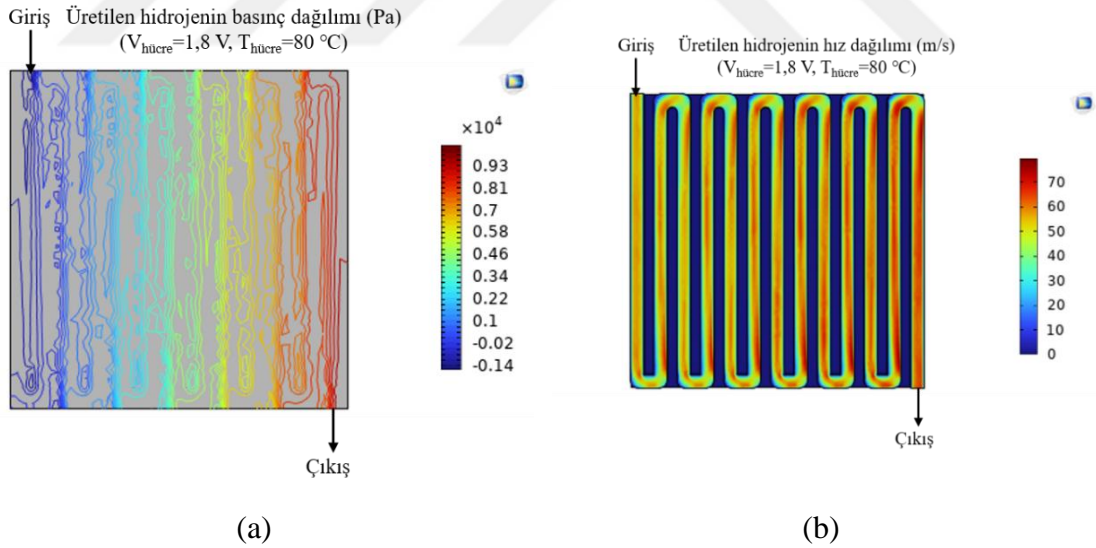 Giriş Üretilen hidrojenin basınç dağılımı (Pa)
(Vhücre=1,8 V, Thücre=80 °C)
×10⁴
0.93
0.81
0.7
0.58
0.46
0.34
0.22
0.1
-0.02
-0.14
Çıkış
(a)
Giriş Üretilen hidrojenin hız dağılımı (m/s)
(Vhücre=1,8 V, Thücre=80 °C)
70
60
50
40
30
20
10
0
Çıkış
(b)